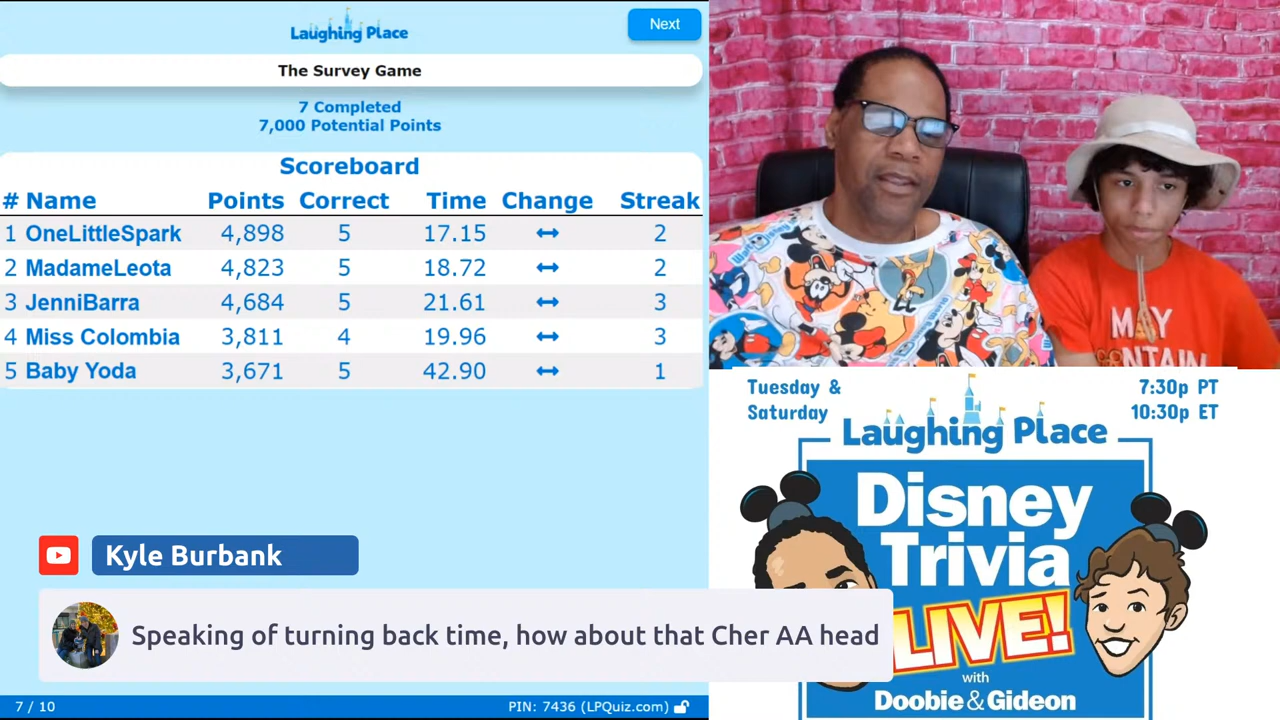 Laughing Place
Next
The Survey Game
7 Completed
7,000 Potential Points
Scoreboard
# Name Points Correct Time Change Streak
1 OneLittleSpark 4,898 5 17.15 ↔ 2
2 MadameLeota 4,823 5 18.72 ↔ 2
3 JenniBarra 4,684 5 21.61 ↔ 3
4 Miss Colombia 3,811 4 19.96 ↔ 3
5 Baby Yoda 3,671 5 42.90 ↔ 1
Kyle Burbank
Speaking of turning back time, how about that Cher AA head
7 / 10
PIN: 7436 (LPQuiz.com)
MAY
CONTAIN
Tuesday &
Saturday
7:30p PT
10:30p ET
Laughing Place
Disney
Trivia
LIVE!
with
Doobie & Gideon